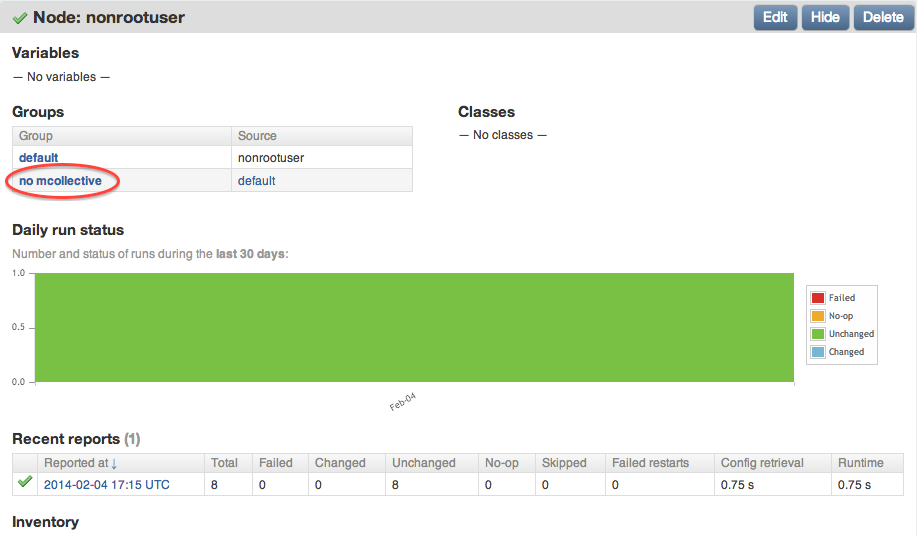 Node: nonrootuser
Edit Hide Delete
Variables
— No variables —
Groups
Group Source
default nonrootuser
no mcollective default
Classes
— No classes —
Daily run status
Number and status of runs during the last 30 days:
1.0
0.5
0.0
Feb-04
Failed
No-op
Unchanged
Changed
Recent reports (1)
Reported at ↓ Total Failed Changed Unchanged No-op Skipped Failed restarts Config retrieval Runtime
2014-02-04 17:15 UTC 8 0 0 8 0 0 0 0.75 s 0.75 s
Inventory